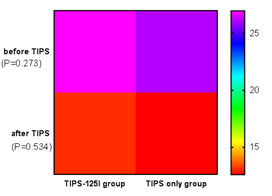 before TIPS
(P=0.273)
after TIPS
(P=0.534)
TIPS-125I group
TIPS only group
25
20
15